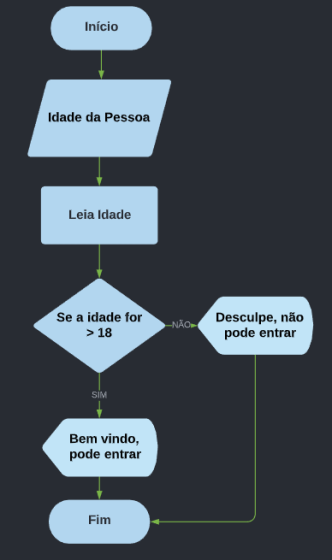 Início
Idade da Pessoa
Leia Idade
Se a idade for
> 18
NÃO
Desculpe, não
pode entrar
SIM
Bem vindo,
pode entrar
Fim